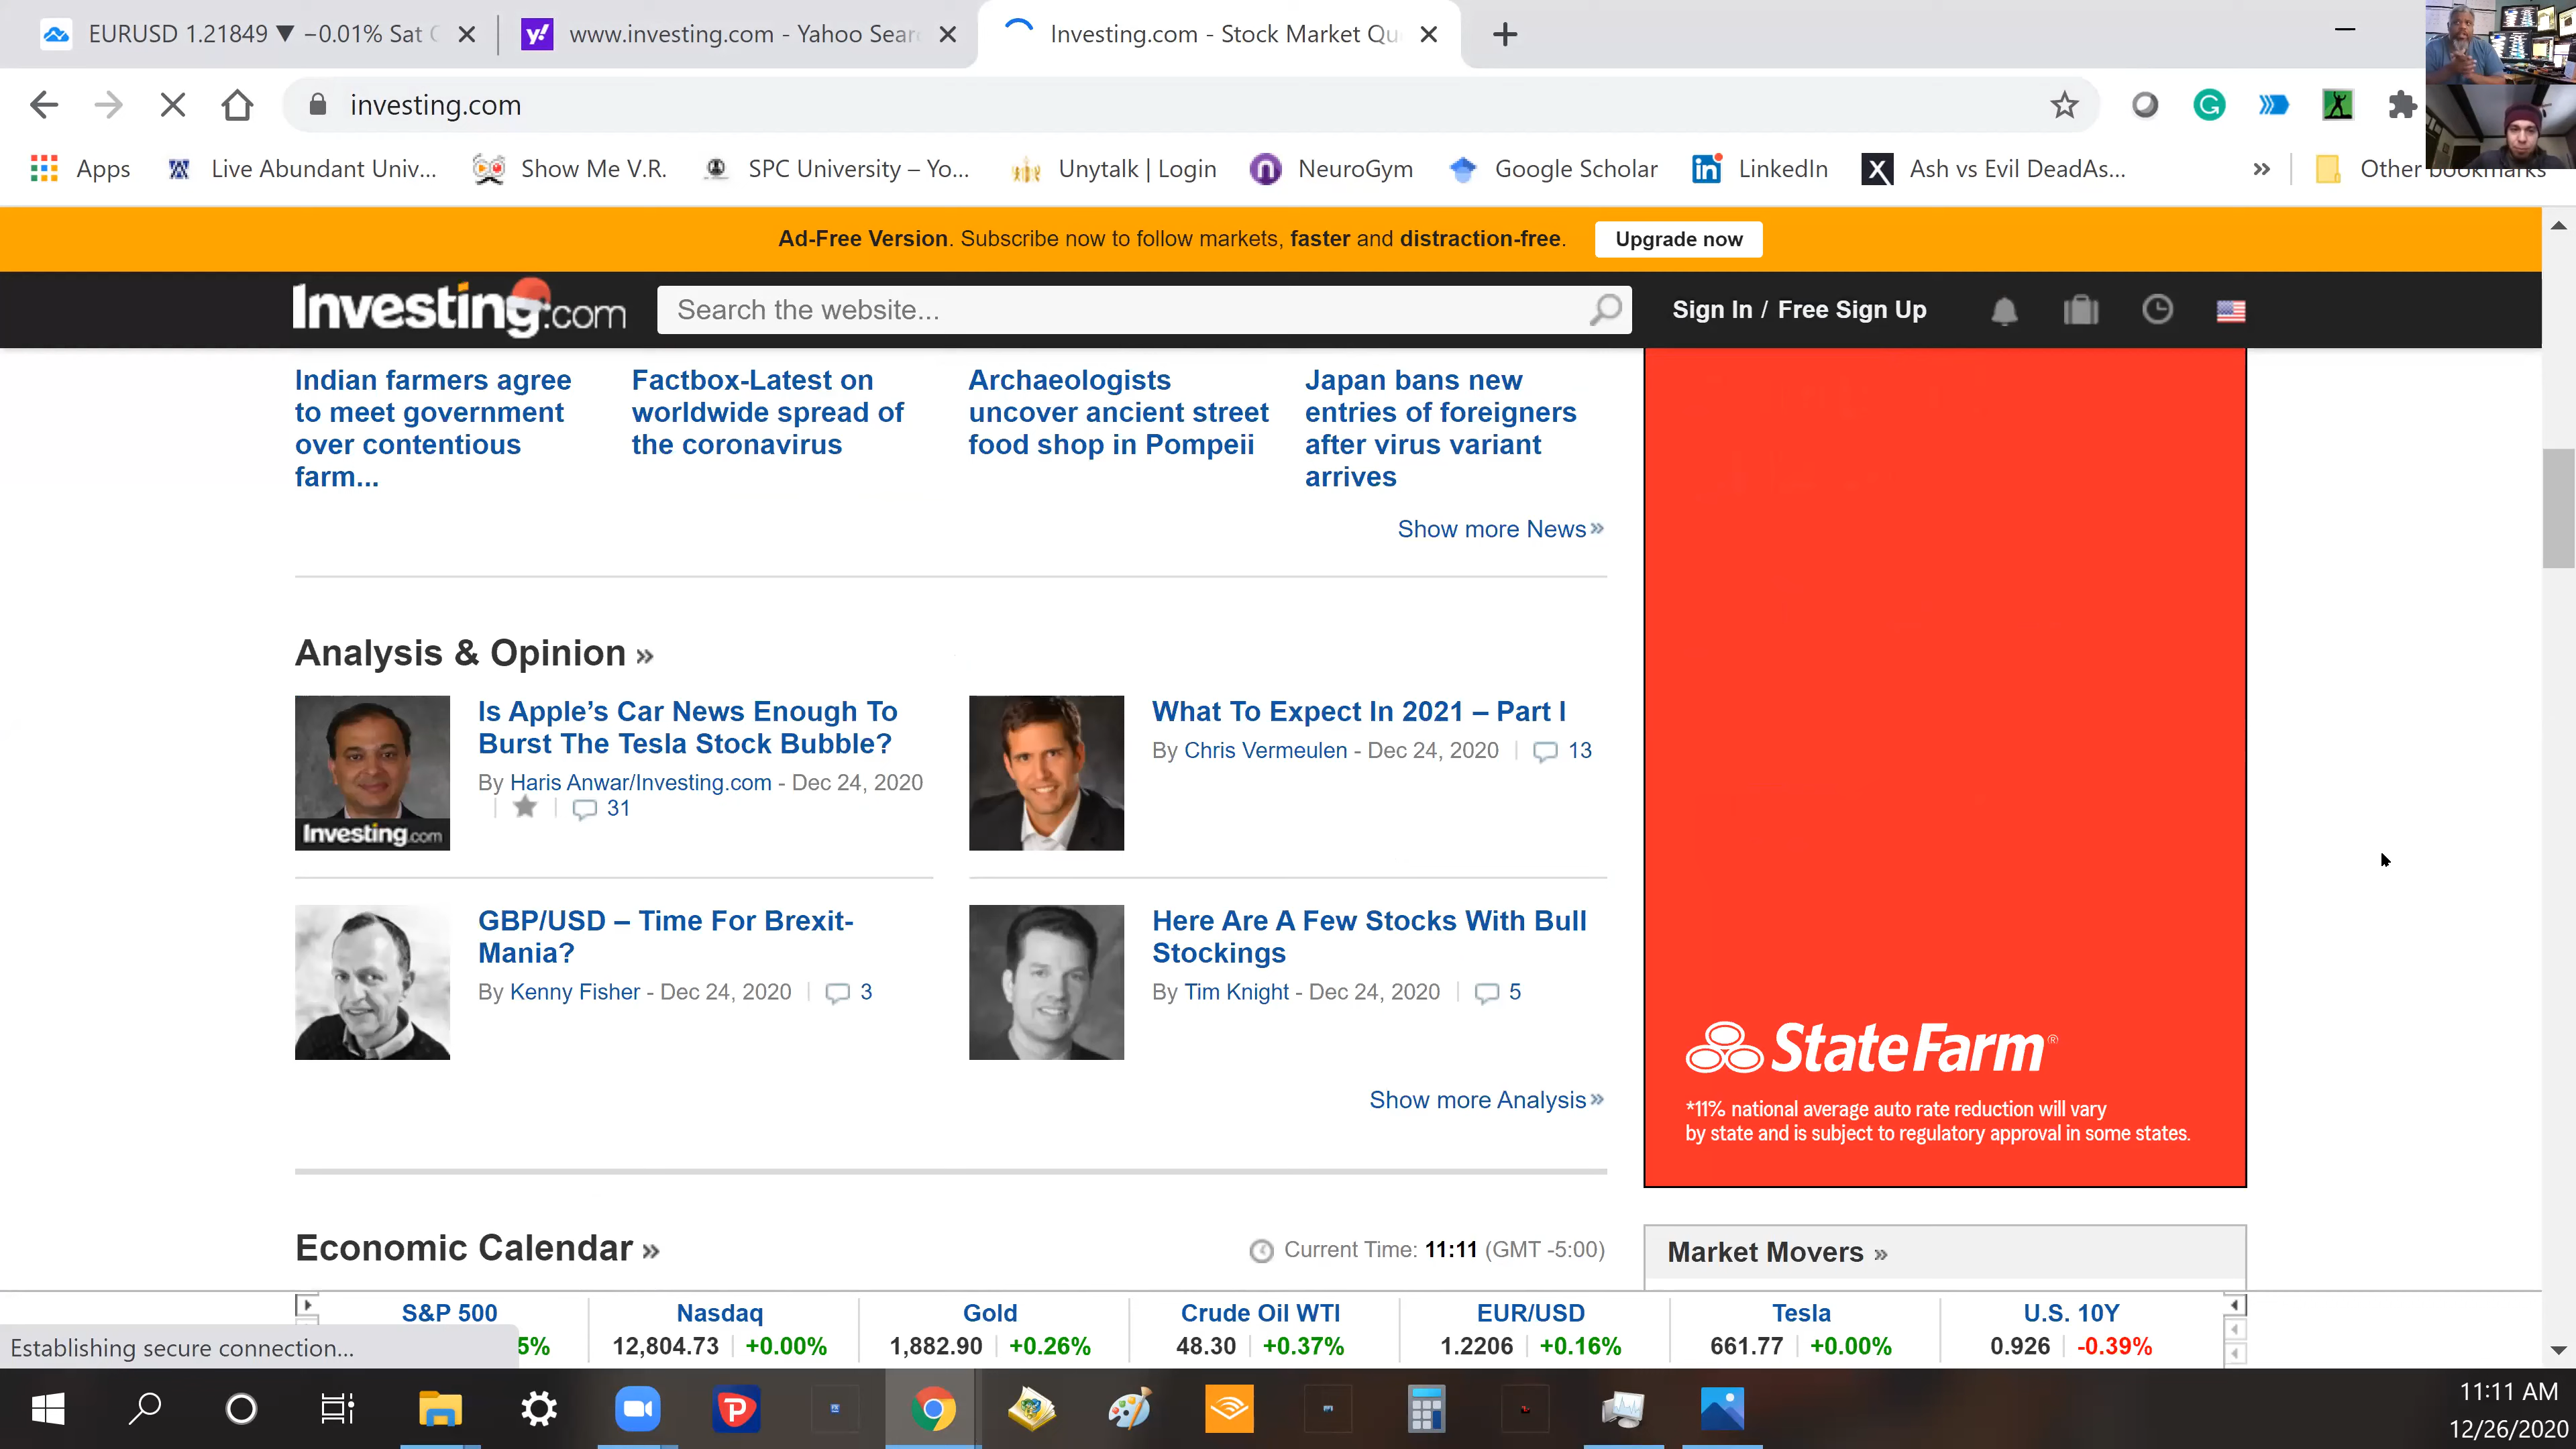 EURUSD 1.21849 ▼ −0.01% Sat
www.investing.com - Yahoo Sear
Investing.com - Stock Market Qu
investing.com
Apps
Live Abundant Univ...
Show Me V.R.
SPC University – Yo...
Unytalk | Login
NeuroGym
Google Scholar
LinkedIn
Ash vs Evil DeadAs...
»
Other bookmarks
Ad-Free Version. Subscribe now to follow markets, faster and distraction-free.
Upgrade now
Investing.com
Search the website...
Sign In / Free Sign Up
Indian farmers agree
to meet government
over contentious
farm...
Factbox-Latest on
worldwide spread of
the coronavirus
Archaeologists
uncover ancient street
food shop in Pompeii
Japan bans new
entries of foreigners
after virus variant
arrives
Show more News»
Analysis & Opinion »
Investing.com
Is Apple’s Car News Enough To
Burst The Tesla Stock Bubble?
By Haris Anwar/Investing.com - Dec 24, 2020
31
What To Expect In 2021 – Part I
By Chris Vermeulen - Dec 24, 2020 | 13
GBP/USD – Time For Brexit-
Mania?
By Kenny Fisher - Dec 24, 2020 | 3
Here Are A Few Stocks With Bull
Stockings
By Tim Knight - Dec 24, 2020 | 5
Show more Analysis»
StateFarm®
*11% national average auto rate reduction will vary
by state and is subject to regulatory approval in some states.
Economic Calendar »
Current Time: 11:11 (GMT -5:00)
Market Movers »
S&P 500
5%
Nasdaq
12,804.73 +0.00%
Gold
1,882.90 +0.26%
Crude Oil WTI
48.30 +0.37%
EUR/USD
1.2206 +0.16%
Tesla
661.77 +0.00%
U.S. 10Y
0.926 -0.39%
Establishing secure connection...
11:11 AM
12/26/2020